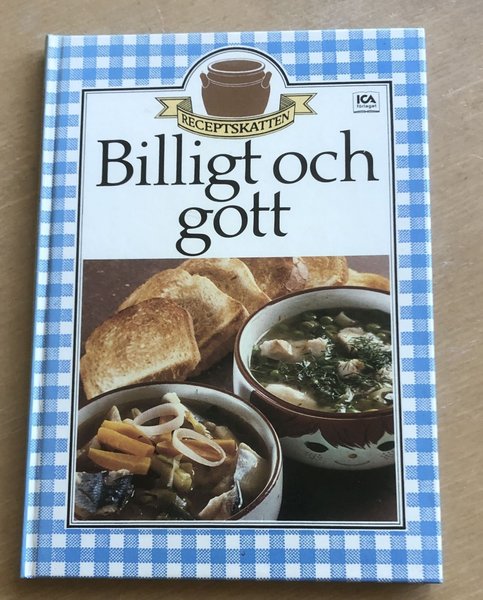 RECEPTSKATTEN
ICA
förlaget
Billigt och
gott